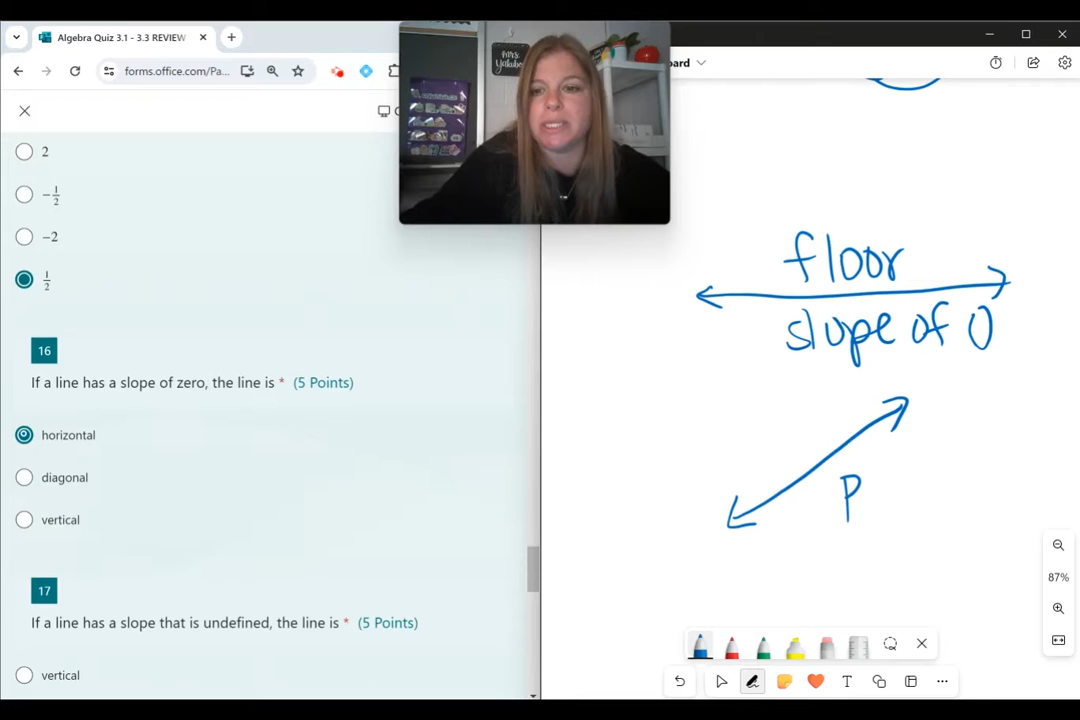 Algebra Quiz 3.1 - 3.3 REVIEW
forms.office.com/Pa...
2
-1/2
-2
1/2
16
If a line has a slope of zero, the line is * (5 Points)
horizontal
diagonal
vertical
17
If a line has a slope that is undefined, the line is * (5 Points)
vertical
Mrs.
ard
floor
slope of 0
P
87%
T